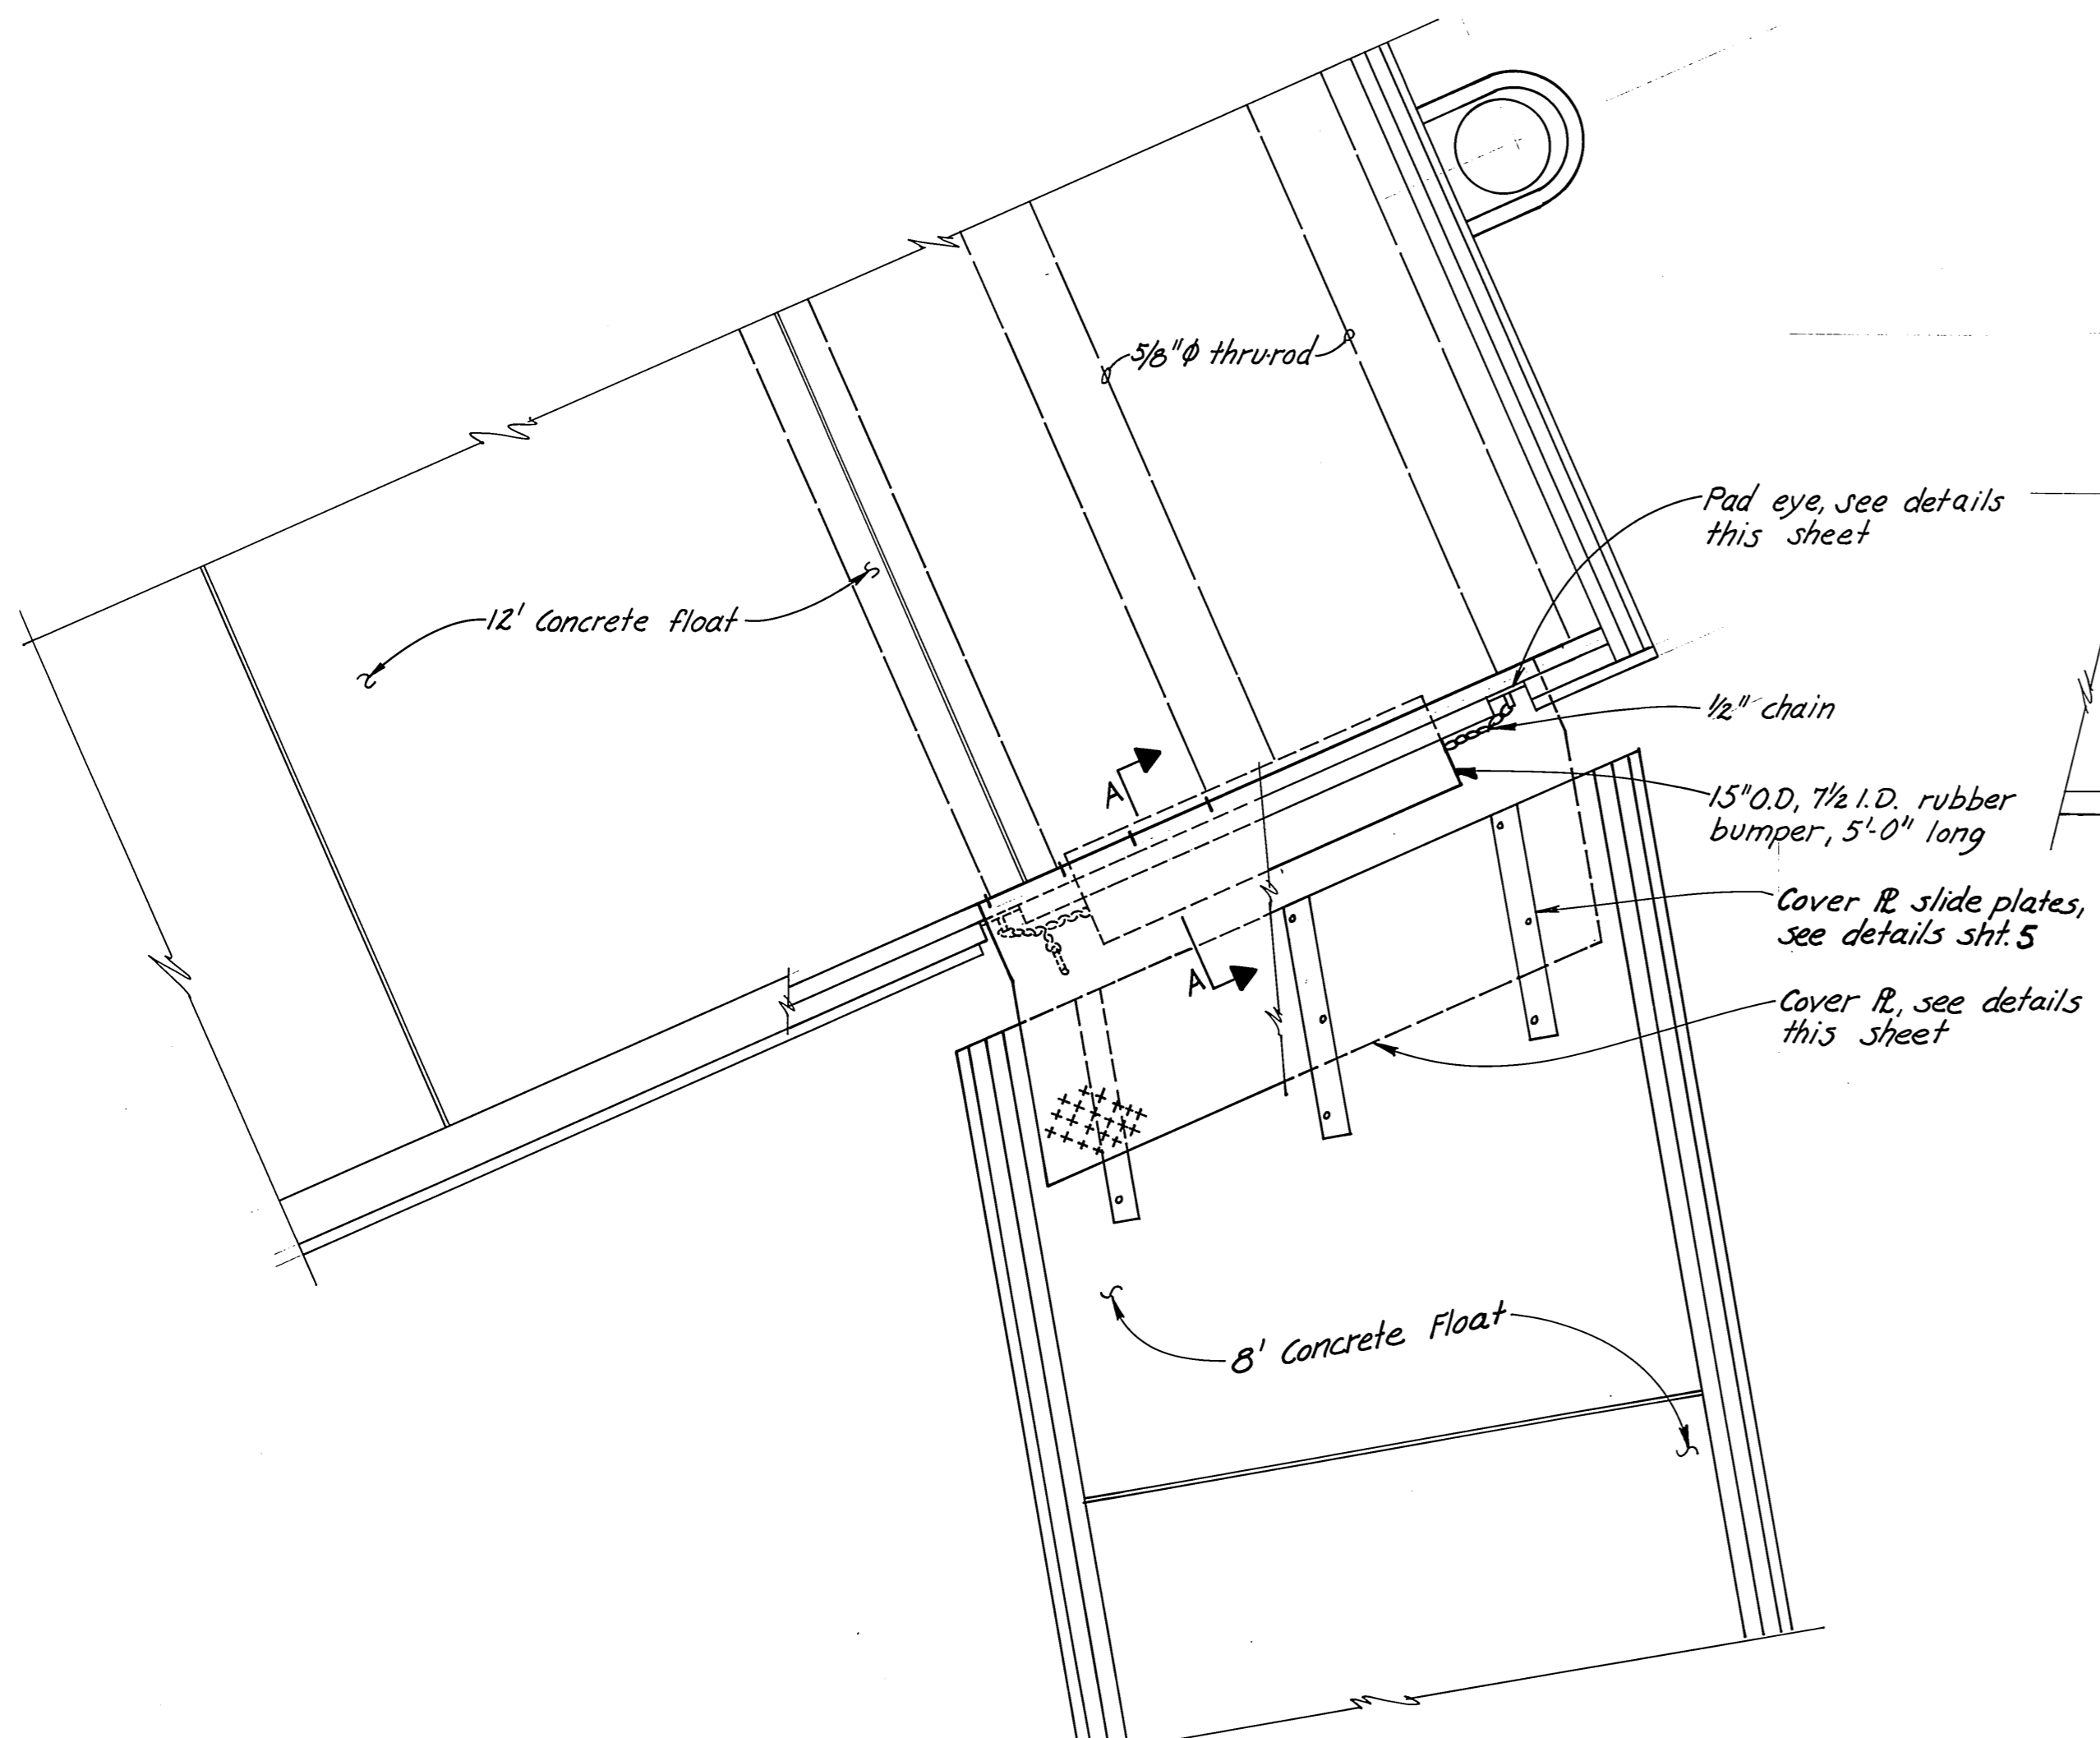 5/8"Φ thru-rod
Pad eye, see details
this sheet
12' Concrete float
1/2" chain
A
15"O.D, 7 1/2 I.D. rubber
bumper, 5'-0" long
Cover ℙL slide plates,
see details sht. 5
A
Cover ℙL, see details
this sheet
8' Concrete Float